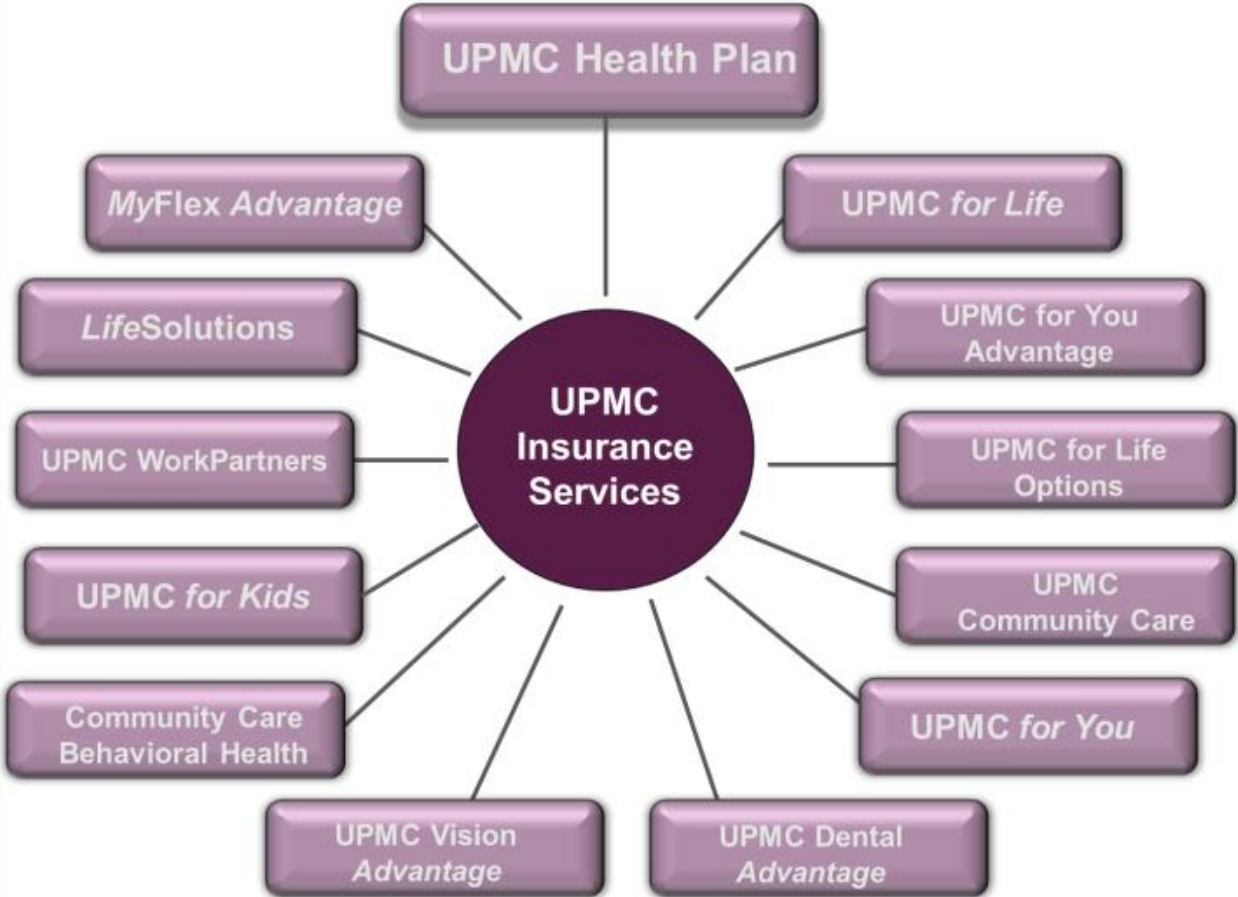 UPMC Health Plan
MyFlex Advantage
UPMC for Life
LifeSolutions
UPMC for You
Advantage
UPMC
Insurance
Services
UPMC WorkPartners
UPMC for Life
Options
UPMC for Kids
UPMC
Community Care
Community Care
Behavioral Health
UPMC for You
UPMC Vision
Advantage
UPMC Dental
Advantage